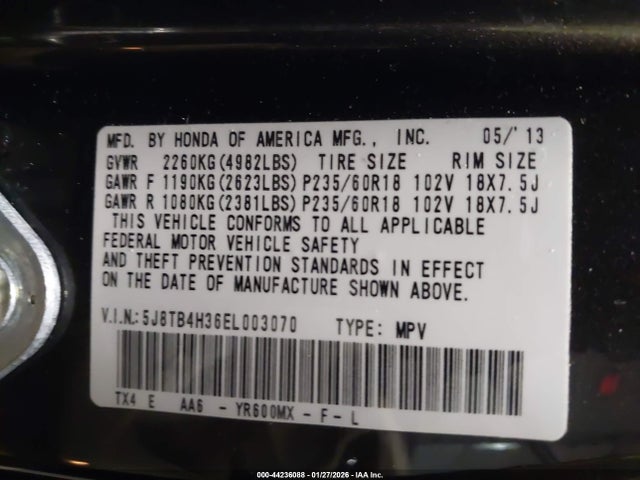 MFD. BY HONDA OF AMERICA MFG., INC. 05/'13
GVWR 2260KG(4982LBS) TIRE SIZE RIM SIZE
GAWR F 1190KG(2623LBS) P235/60R18 102V 18X7.5J
GAWR R 1080KG(2381LBS) P235/60R18 102V 18X7.5J
THIS VEHICLE CONFORMS TO ALL APPLICABLE
FEDERAL MOTOR VEHICLE SAFETY
AND THEFT PREVENTION STANDARDS IN EFFECT
ON THE DATE OF MANUFACTURE SHOWN ABOVE.
V.I.N.:5J8TB4H36EL003070 TYPE: MPV
TX4 E AA6 - YR600MX - F - L
000-44236088 - 01/27/2026 - IAA Inc.